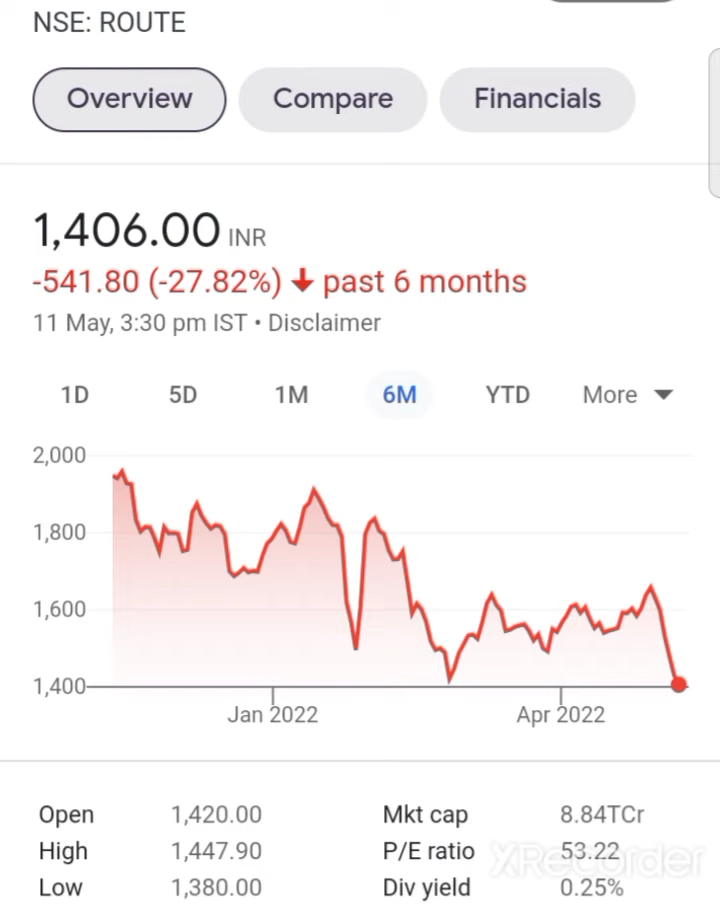 NSE: ROUTE
Overview Compare Financials
1,406.00 INR
-541.80 (-27.82%) ↓ past 6 months
11 May, 3:30 pm IST • Disclaimer
1D 5D 1M 6M YTD More
2,000
1,800
1,600
1,400
Jan 2022 Apr 2022
Open 1,420.00 Mkt cap 8.84TCr
High 1,447.90 P/E ratio 53.22
XRecorder
Low 1,380.00 Div yield 0.25%